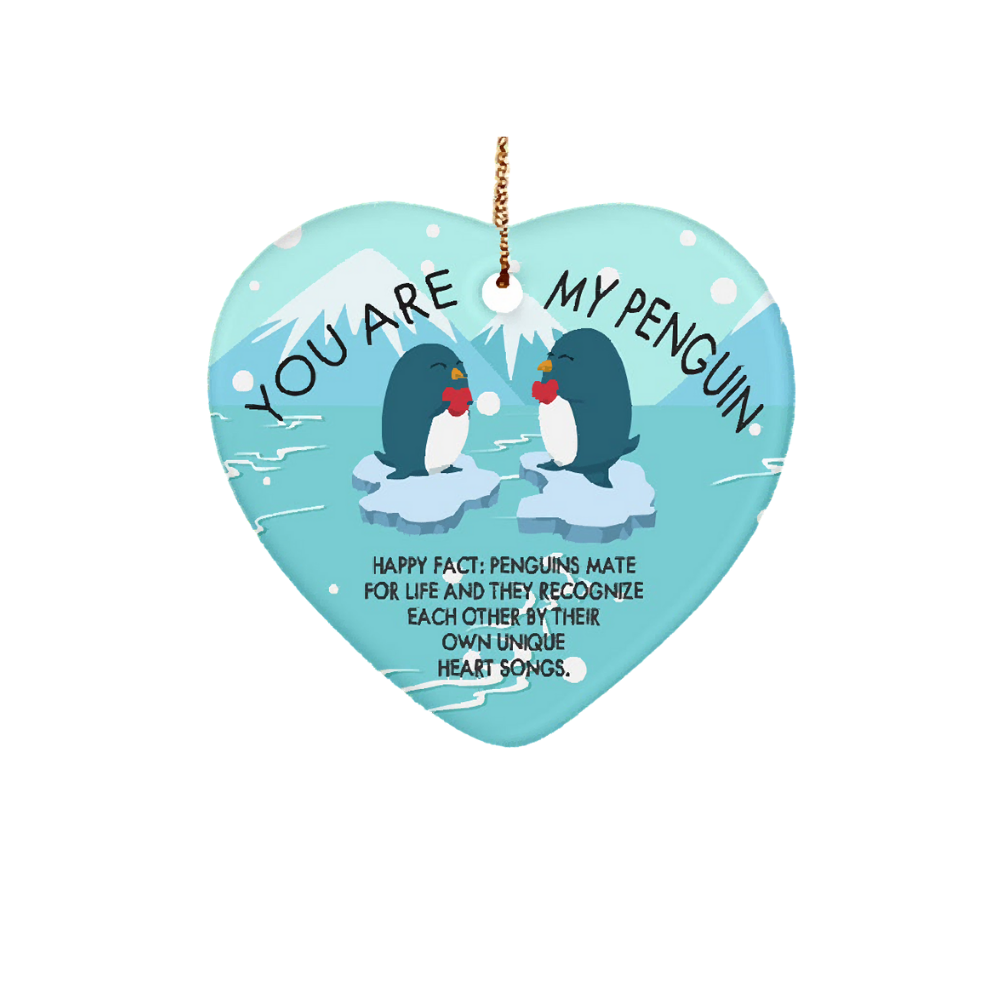 YOU ARE MY PENGUIN
HAPPY FACT: PENGUINS MATE
FOR LIFE AND THEY RECOGNIZE
EACH OTHER BY THEIR
OWN UNIQUE
HEART SONGS.